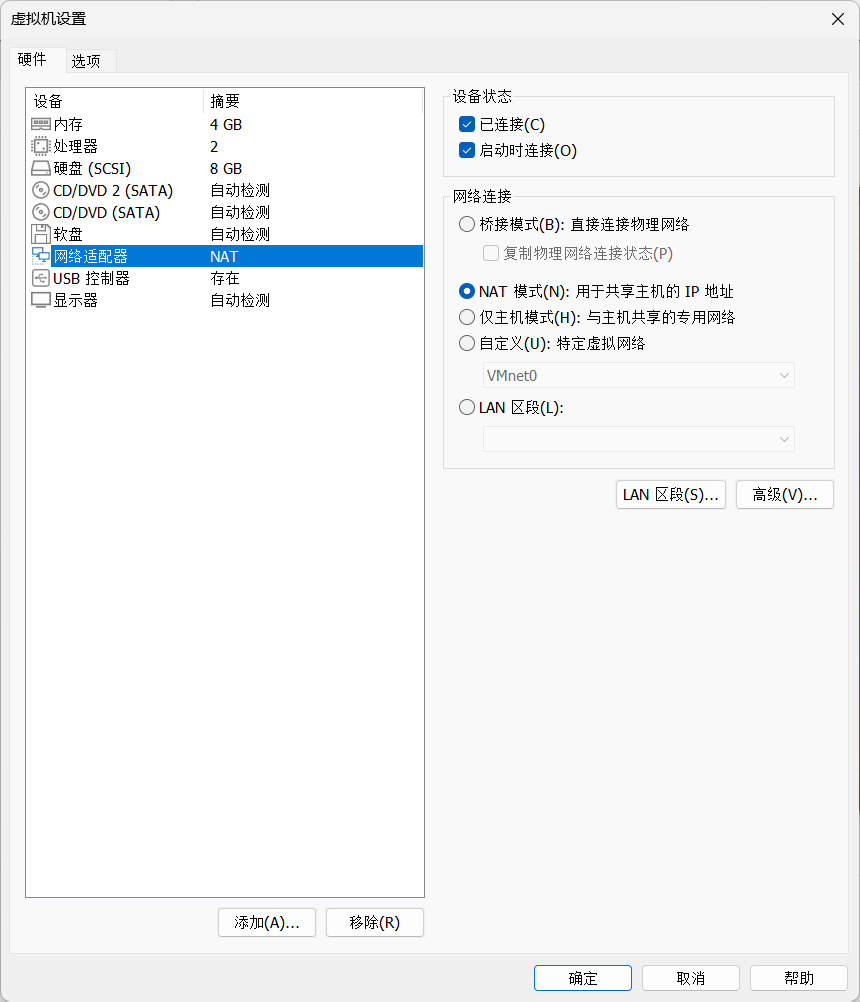 虚拟机设置
硬件
选项
设备 摘要
内存 4 GB
处理器 2
硬盘 (SCSI) 8 GB
CD/DVD 2 (SATA) 自动检测
CD/DVD (SATA) 自动检测
软盘 自动检测
网络适配器 NAT
USB 控制器 存在
显示器 自动检测
添加(A)...
移除(R)
设备状态
已连接(C)
启动时连接(O)
网络连接
桥接模式(B): 直接连接物理网络
复制物理网络连接状态(P)
NAT 模式(N): 用于共享主机的 IP 地址
仅主机模式(H): 与主机共享的专用网络
自定义(U): 特定虚拟网络
VMnet0
LAN 区段(L):
LAN 区段(S)...
高级(V)...
确定
取消
帮助